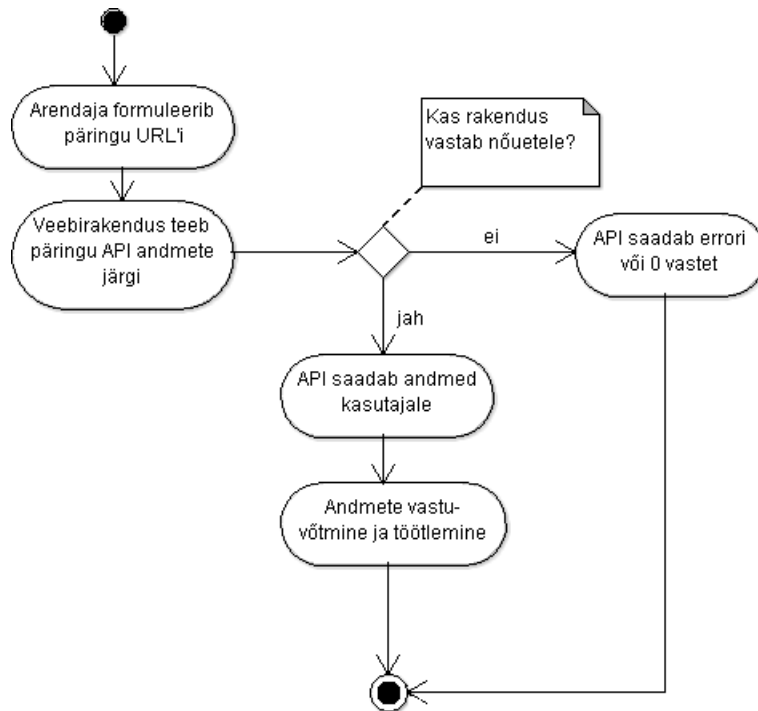 Arendaja formuleerib
päringu URL'i
Kas rakendus
vastab nõuetele?
Veebirakendus teeb
päringu API andmete
järgi
ei
API saadab errori
või 0 vastet
jah
API saadab andmed
kasutajale
Andmete vastu-
võtmine ja töötlemine